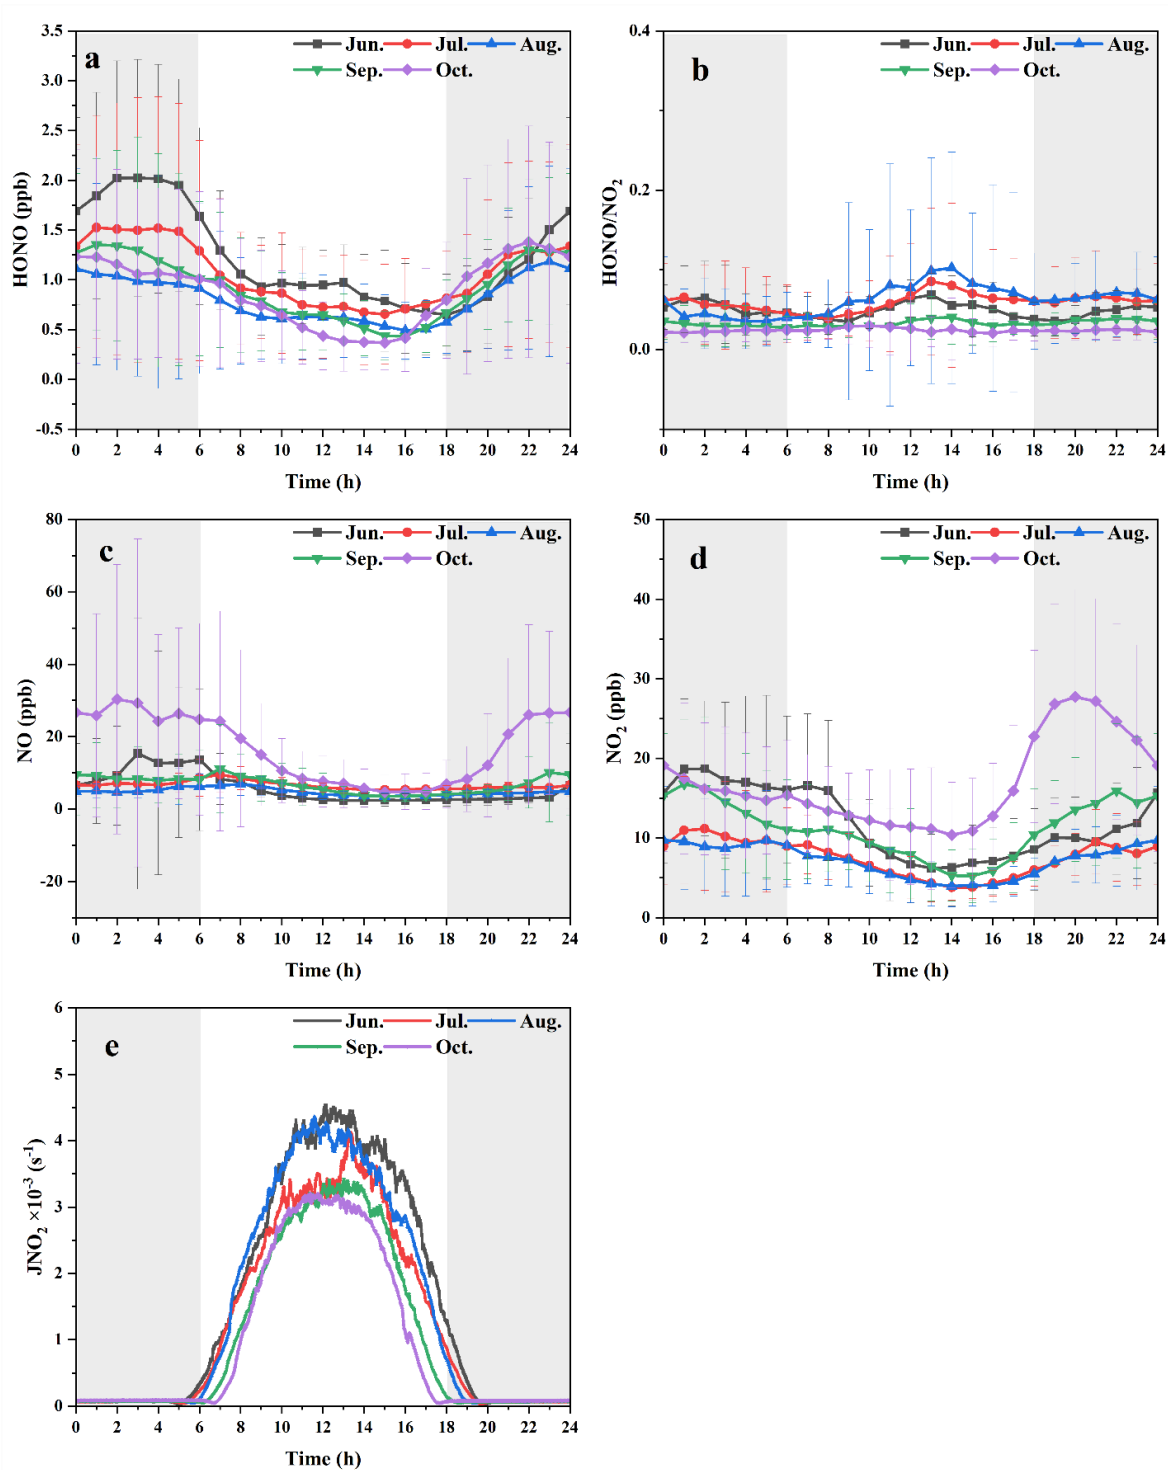 a
Jun. Jul. Aug.
Sep. Oct.
3.5
3.0
2.5
2.0
1.5
1.0
0.5
0.0
-0.5
HONO (ppb)
0 2 4 6 8 10 12 14 16 18 20 22 24
Time (h)
b
Jun. Jul. Aug.
Sep. Oct.
0.4
0.2
0.0
HONO/NO2
0 2 4 6 8 10 12 14 16 18 20 22 24
Time (h)
c
Jun. Jul. Aug.
Sep. Oct.
80
60
40
20
0
-20
NO (ppb)
0 2 4 6 8 10 12 14 16 18 20 22 24
Time (h)
d
Jun. Jul. Aug.
Sep. Oct.
50
40
30
20
10
0
NO2 (ppb)
0 2 4 6 8 10 12 14 16 18 20 22 24
Time (h)
e
Jun. Jul. Aug.
Sep. Oct.
6
5
4
3
2
1
0
JNO2 ×10-3 (s-1)
0 2 4 6 8 10 12 14 16 18 20 22 24
Time (h)